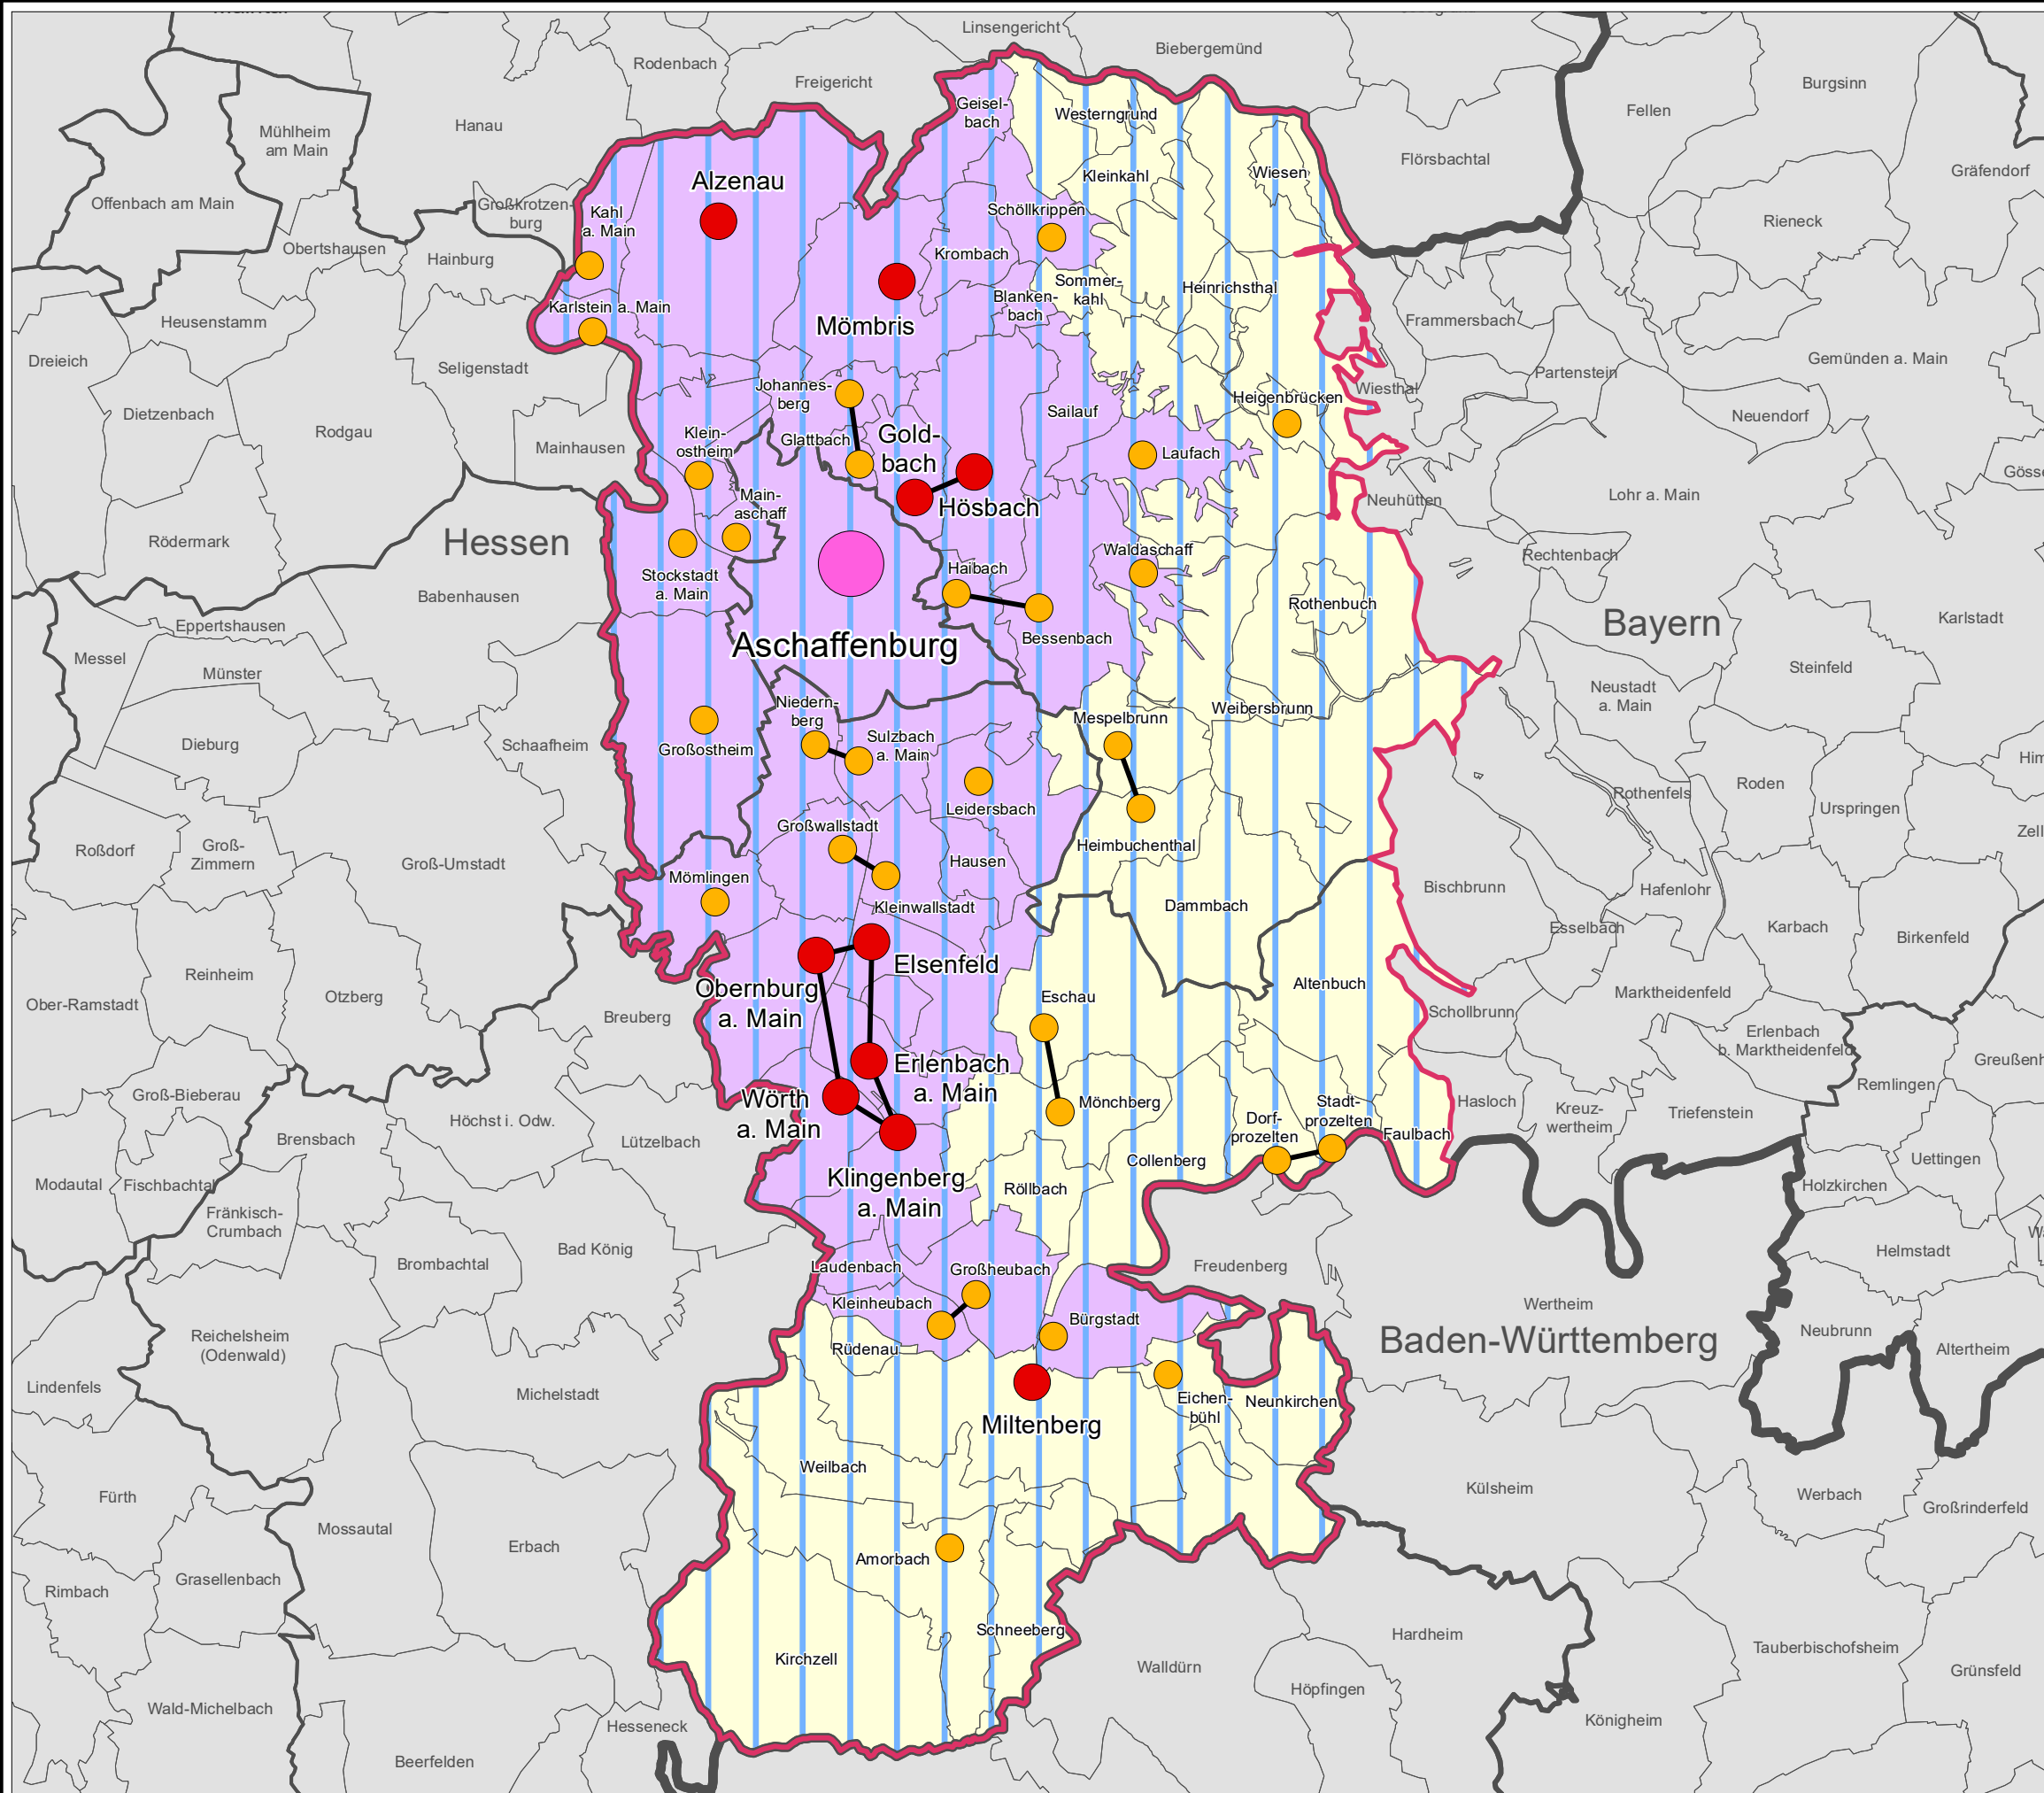 Linsengericht
Biebergemünd
Rodenbach
Freigericht
Burgsinn
Fellen
Hanau
Mühlheim
am Main
Geisel-
bach
Westerngrund
Flörsbachtal
Gräfendorf
Kleinkahl
Wiesen
Alzenau
Offenbach am Main
Großkrotzen-
burg
Kahl
a. Main
Schöllkrippen
Rieneck
Obertshausen
Hainburg
Krombach
Sommer-
kahl
Heinrichsthal
Blanken-
bach
Karlstein a. Main
Heusenstamm
Mömbris
Frammersbach
Dreieich
Seligenstadt
Gemünden a. Main
Partenstein
Wiesthal
Johannes-
berg
Heigenbrücken
Dietzenbach
Rodgau
Sailauf
Neuendorf
Klein-
ostheim
Glattbach
Gold-
bach
Mainhausen
Laufach
Main-
aschaff
Hösbach
Neuhütten
Lohr a. Main
Hessen
Rödermark
Waldaschaff
Rechtenbach
Haibach
Stockstadt
a. Main
Babenhausen
Rothenbuch
Eppertshausen
Bayern
Karlstadt
Aschaffenburg
Bessenbach
Messel
Münster
Steinfeld
Neustadt
a. Main
Niedern-
berg
Weibersbrunn
Mespelbrunn
Dieburg
Schaafheim
Großostheim
Sulzbach
a. Main
Roden
Rothenfels
Urspringen
Leidersbach
Großwallstadt
Heimbuchenthal
Roßdorf
Groß-
Zimmern
Groß-Umstadt
Hausen
Mömlingen
Bischbrunn
Hafenlohr
Kleinwallstadt
Dammbach
Esselbach
Karbach
Birkenfeld
Elsenfeld
Reinheim
Obernburg
a. Main
Otzberg
Ober-Ramstadt
Breuberg
Eschau
Altenbuch
Marktheidenfeld
Schollbrunn
Erlenbach
b. Marktheidenfeld
Erlenbach
a. Main
Groß-Bieberau
Wörth
a. Main
Mönchberg
Remlingen
Höchst i. Odw.
Brensbach
Lützelbach
Dorf-
prozelten
Stadt-
prozelten
Hasloch
Kreuz-
wertheim
Triefenstein
Faulbach
Collenberg
Uettingen
Modautal
Fischbachtal
Klingenberg
a. Main
Röllbach
Holzkirchen
Fränkisch-
Crumbach
Bad König
Brombachtal
Laudenbach
Großheubach
Freudenberg
Helmstadt
Kleinheubach
Wertheim
Bürgstadt
Baden-Württemberg
Neubrunn
Altertheim
Reichelsheim
(Odenwald)
Rüdenau
Lindenfels
Michelstadt
Eichen-
bühl
Neunkirchen
Miltenberg
Weilbach
Külsheim
Fürth
Werbach
Großrinderfeld
Mossautal
Erbach
Amorbach
Rimbach
Grasellenbach
Schneeberg
Hardheim
Tauberbischofsheim
Kirchzell
Walldürn
Grünsfeld
Höpfingen
Wald-Michelbach
Hesseneck
Königheim
Beerfelden